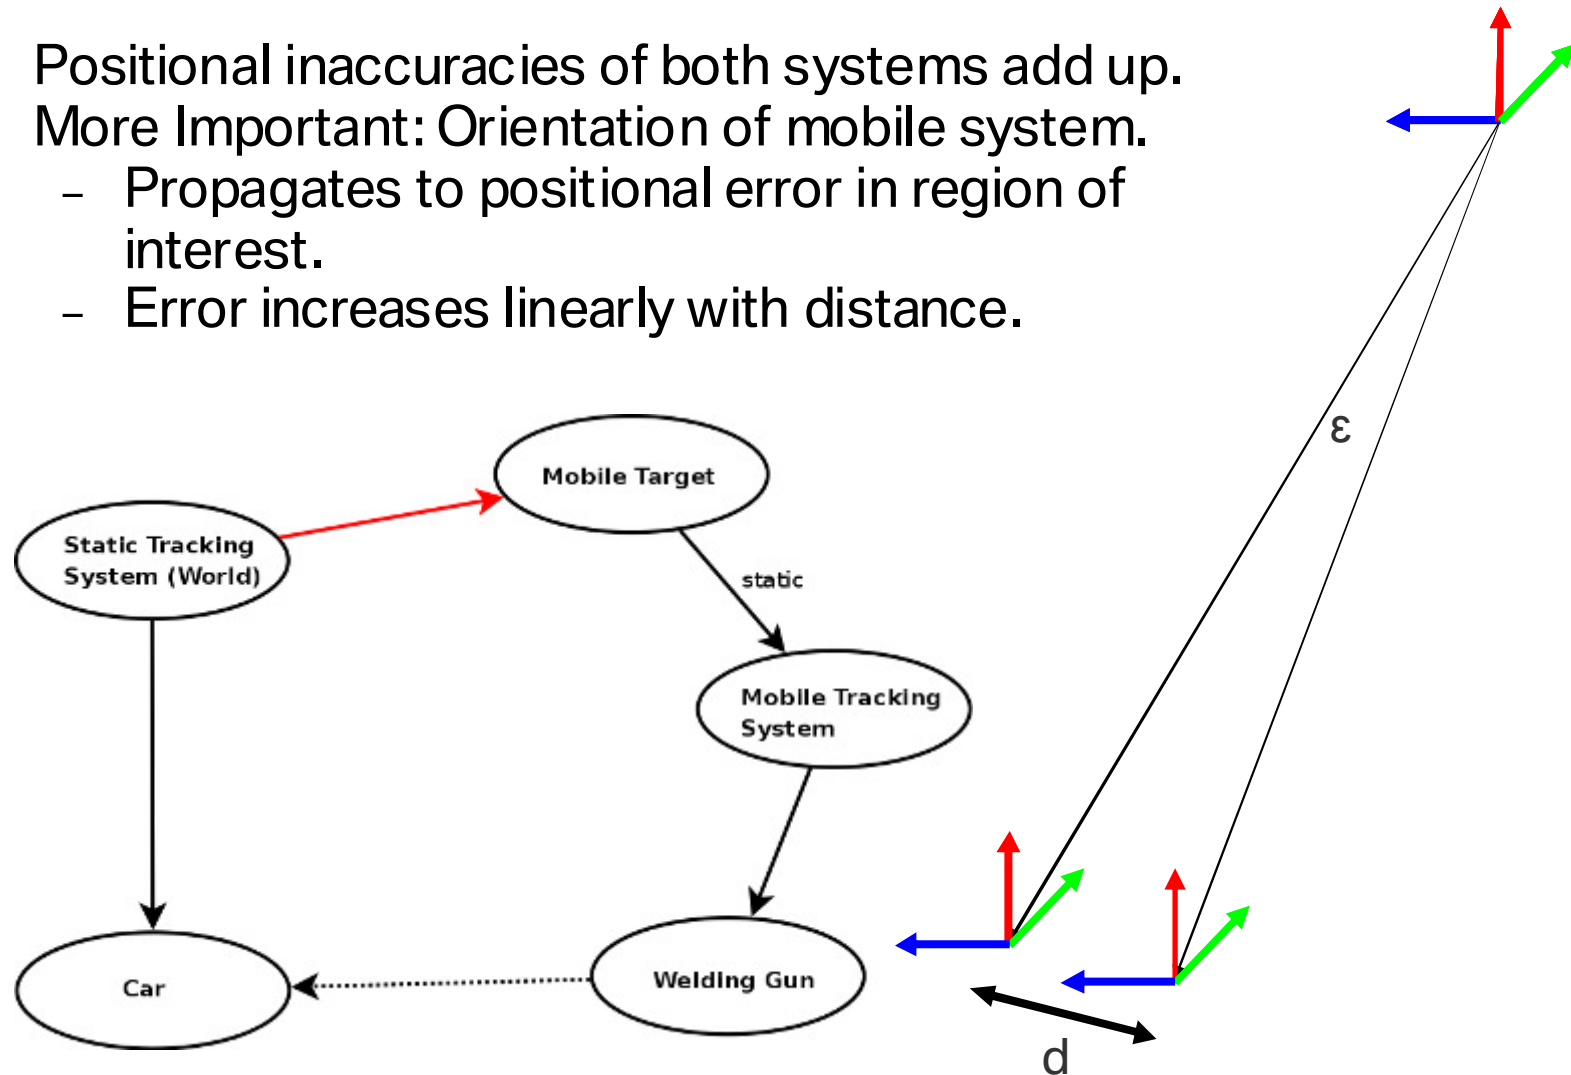 Positional inaccuracies of both systems add up.
More Important: Orientation of mobile system.
– Propagates to positional error in region of
interest.
– Error increases linearly with distance.
ε
Mobile Target
Static Tracking
System (World)
static
Mobile Tracking
System
Car
Welding Gun
d